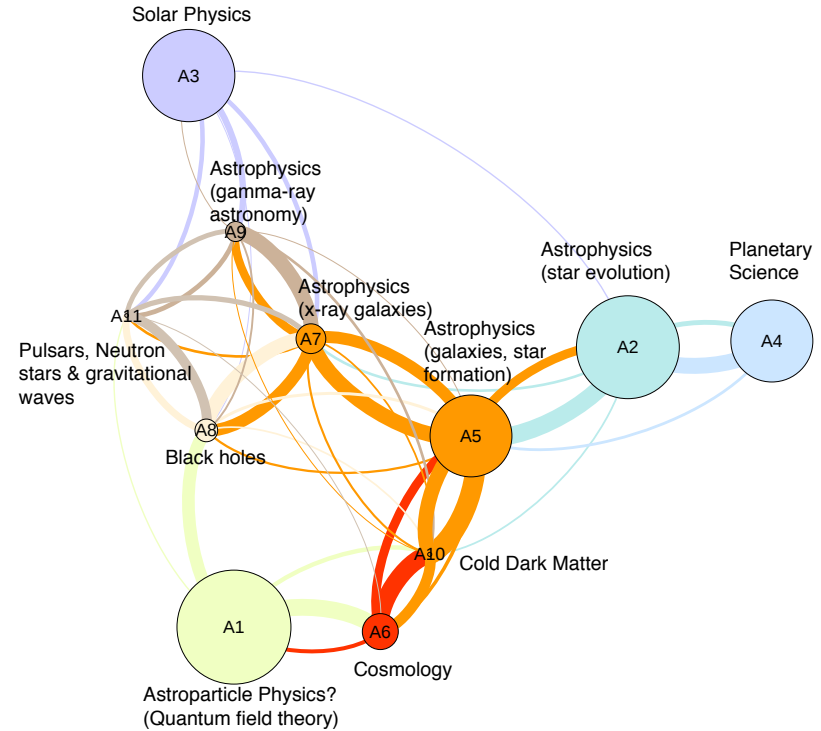 Solar Physics
A3
Astrophysics
(gamma-ray
astronomy)
A9
Astrophysics
(star evolution)
Planetary
Science
Astrophysics
(x-ray galaxies)
A11
A7
Astrophysics
(galaxies, star
formation)
A2
A4
Pulsars, Neutron
stars & gravitational
waves
A8
A5
Black holes
A10
Cold Dark Matter
A1
A6
Cosmology
Astroparticle Physics?
(Quantum field theory)